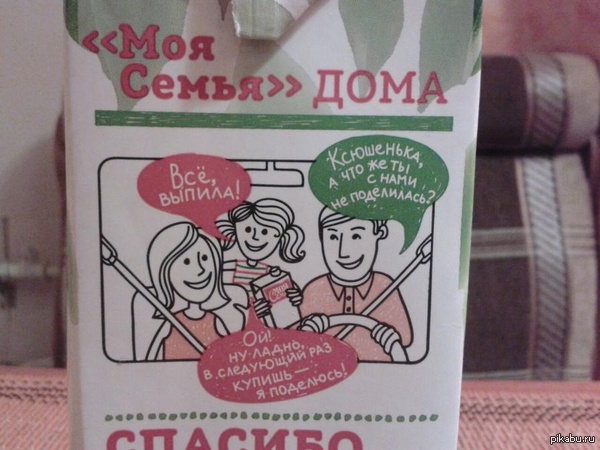 «Моя
Семья» ДОМА
Всё,
выпила!
Ксюшенька,
а что же ты
с нами
не поделилась?
Ой!
Ну ладно,
в следующий раз
купишь —
я поделюсь!
СПАСИБО
pikabu.ru